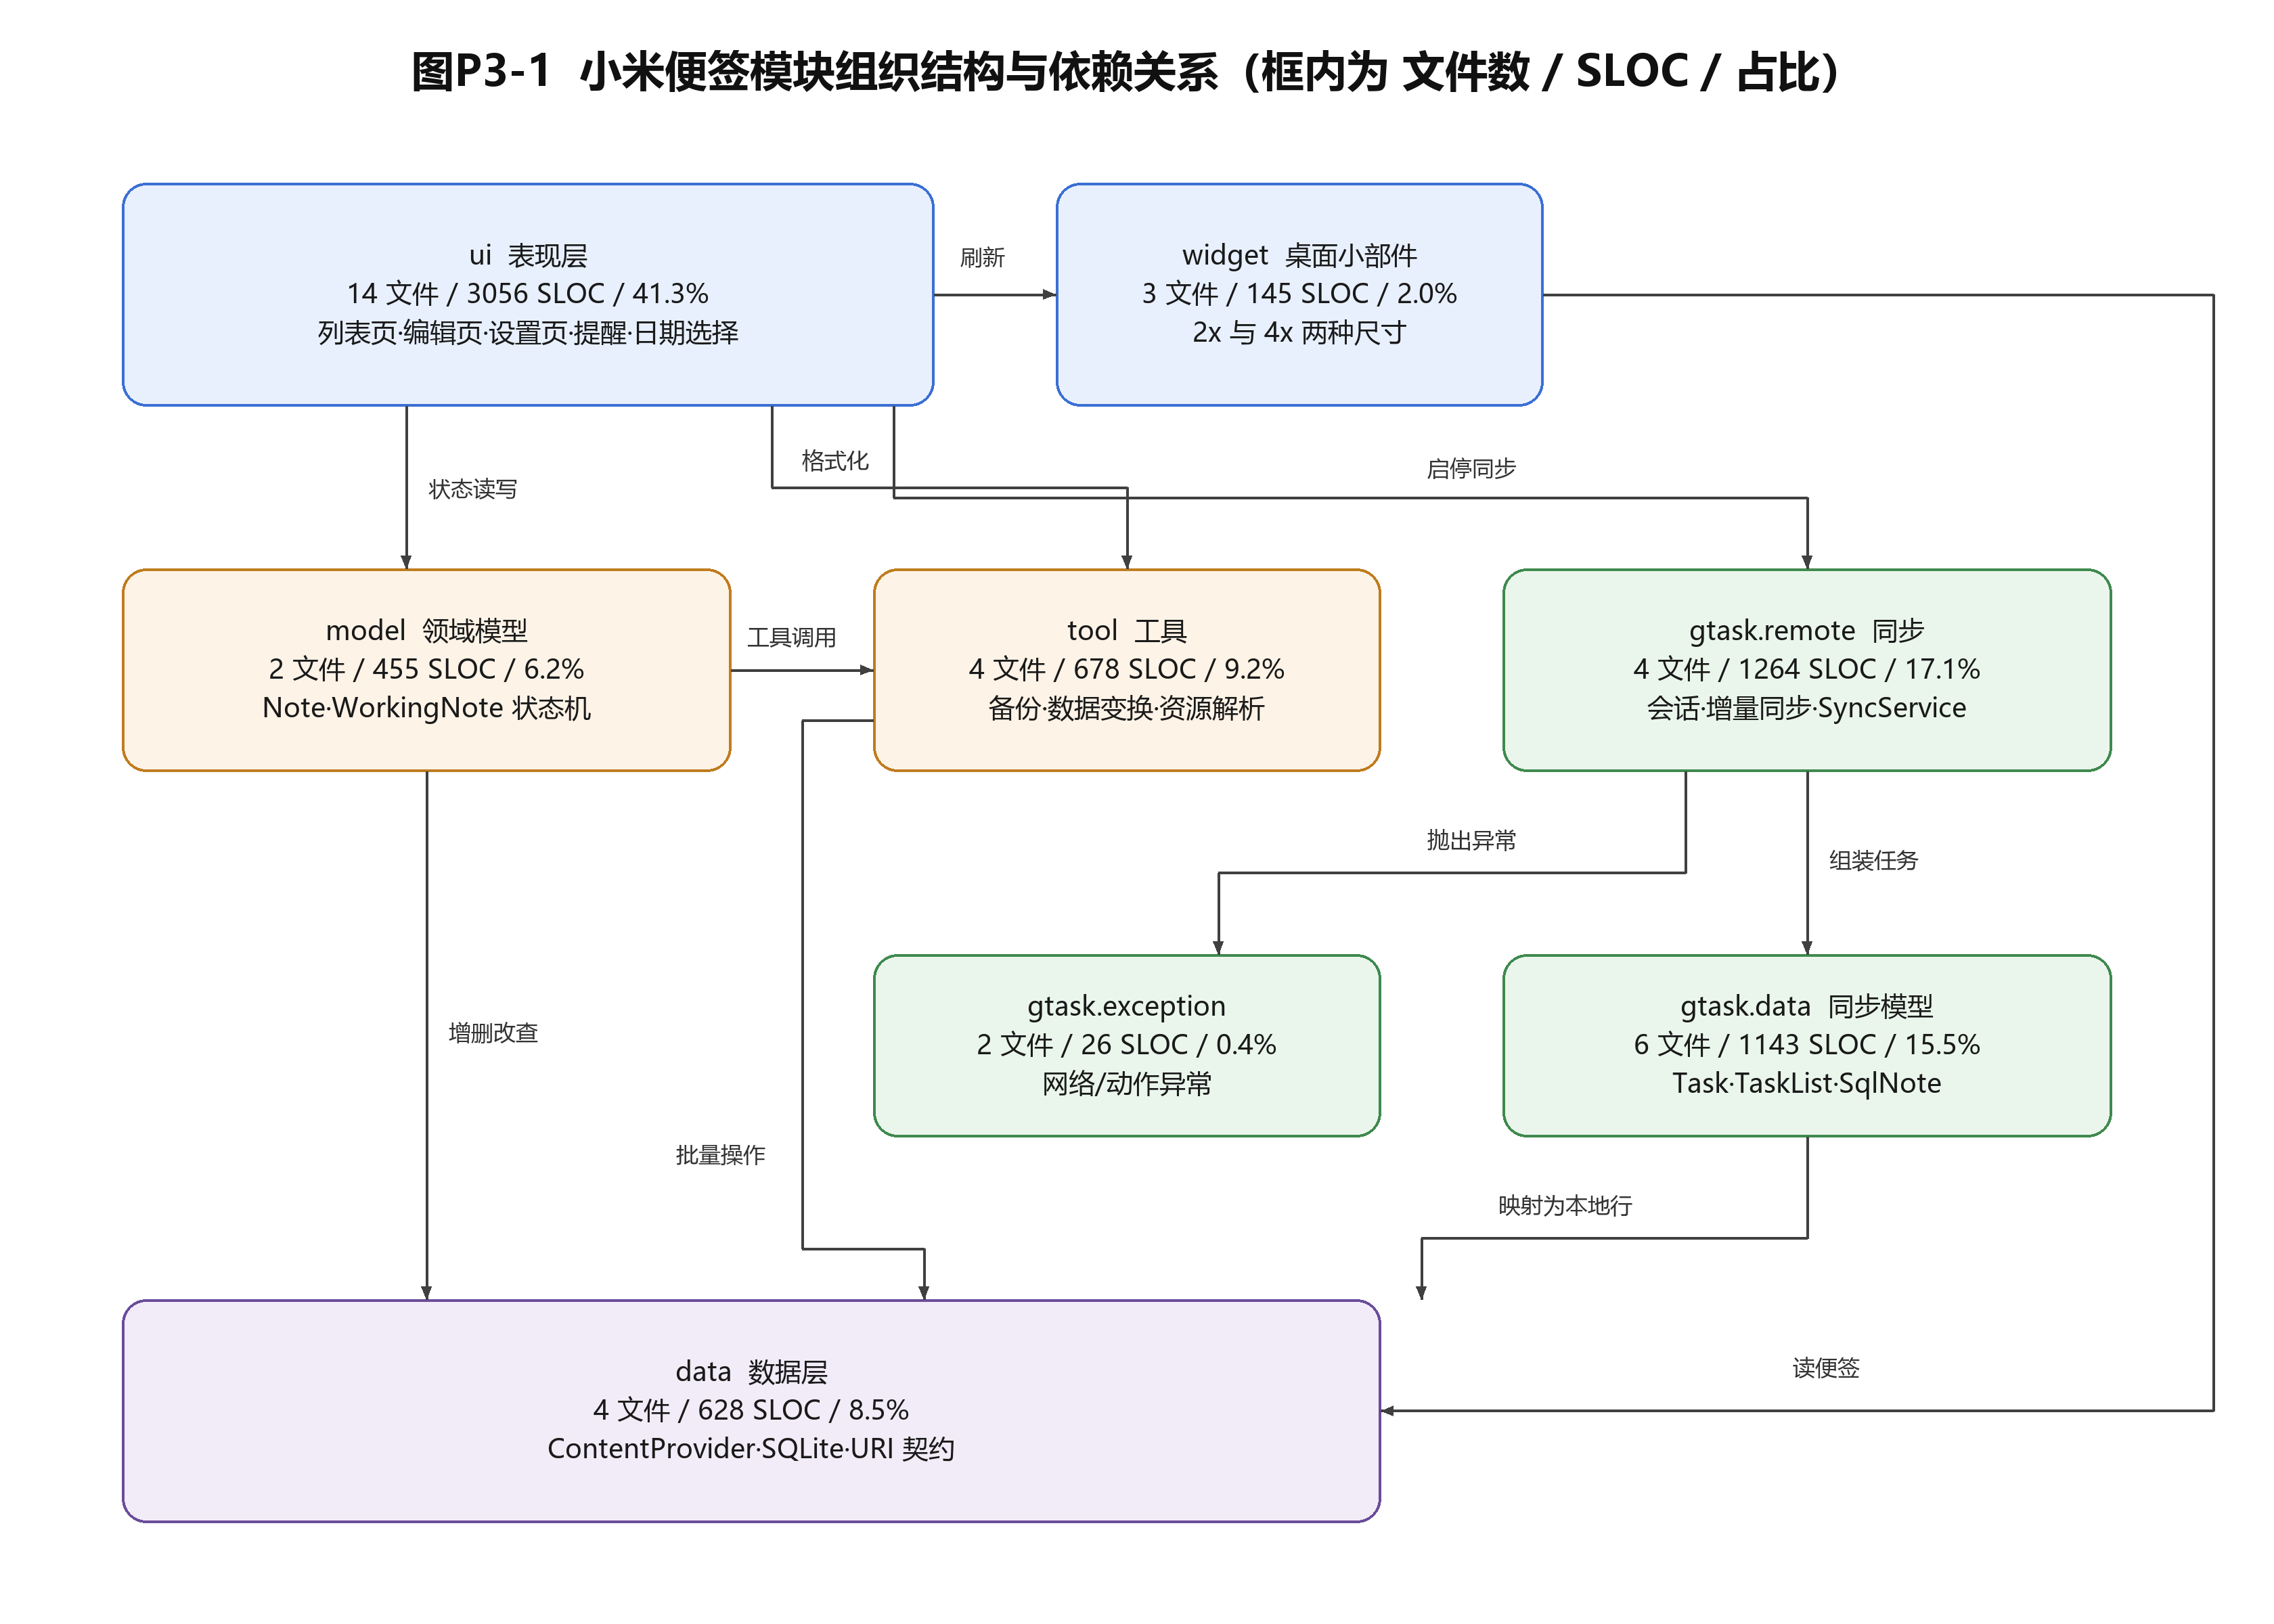 图P3-1 小米便签模块组织结构与依赖关系（框内为 文件数 / SLOC / 占比）
ui 表现层
14 文件 / 3056 SLOC / 41.3%
列表页·编辑页·设置页·提醒·日期选择
刷新
widget 桌面小部件
3 文件 / 145 SLOC / 2.0%
2x 与 4x 两种尺寸
状态读写
格式化
启停同步
model 领域模型
2 文件 / 455 SLOC / 6.2%
Note·WorkingNote 状态机
工具调用
tool 工具
4 文件 / 678 SLOC / 9.2%
备份·数据变换·资源解析
gtask.remote 同步
4 文件 / 1264 SLOC / 17.1%
会话·增量同步·SyncService
抛出异常
组装任务
增删改查
gtask.exception
2 文件 / 26 SLOC / 0.4%
网络/动作异常
gtask.data 同步模型
6 文件 / 1143 SLOC / 15.5%
Task·TaskList·SqlNote
批量操作
映射为本地行
读便签
data 数据层
4 文件 / 628 SLOC / 8.5%
ContentProvider·SQLite·URI 契约